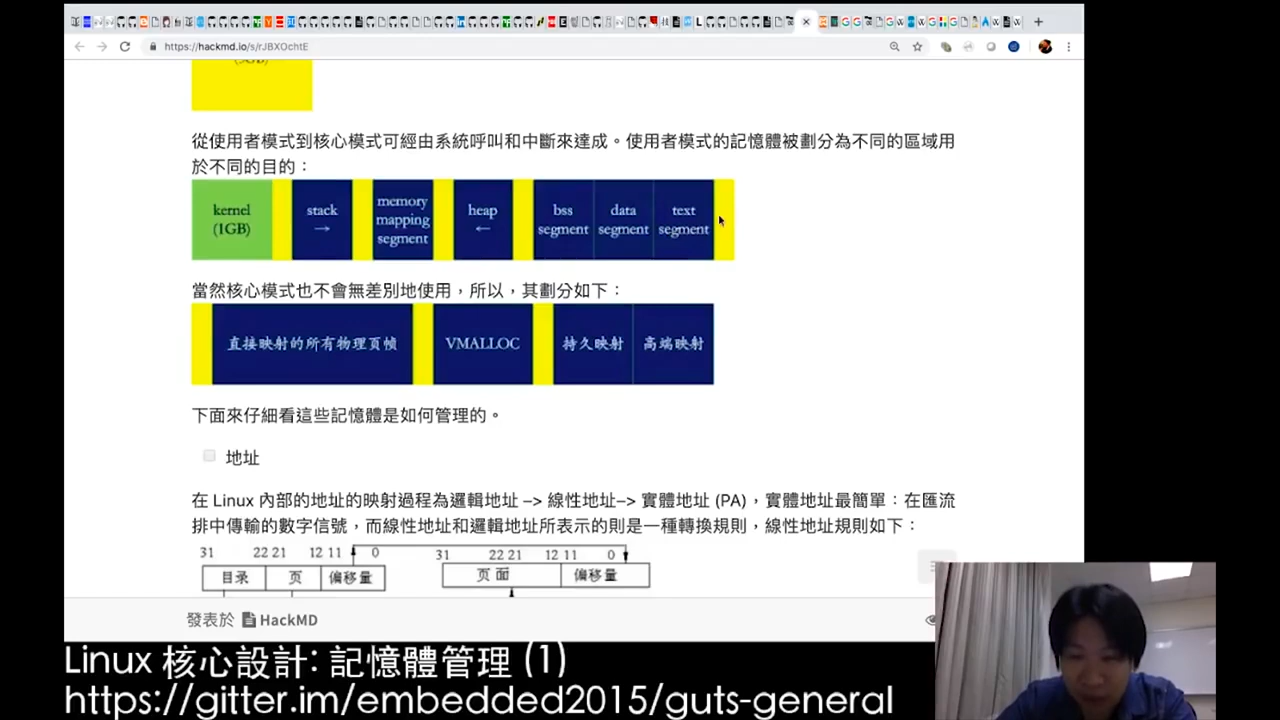 https://hackmd.io/s/rJBXOchtE
從使用者模式到核心模式可經由系統呼叫和中斷來達成。使用者模式的記憶體被劃分為不同的區域用
於不同的目的：
kernel
(1GB)
stack
→
memory
mapping
segment
heap
←
bss
segment
data
segment
text
segment
當然核心模式也不會無差別地使用，所以，其劃分如下：
直接映射的所有物理頁幀
VMALLOC
持久映射
高端映射
下面來仔細看這些記憶體是如何管理的。
地址
在 Linux 內部的地址的映射過程為邏輯地址 –> 線性地址–> 實體地址 (PA)，實體地址最簡單：在匯流
排中傳輸的數字信號，而線性地址和邏輯地址所表示的則是一種轉換規則，線性地址規則如下：
31 22 21 12 11 0
31 22 21 12 11 0
目录 页 偏移量
页面 偏移量
發表於 HackMD
Linux 核心設計: 記憶體管理 (1)
https://gitter.im/embedded2015/guts-general